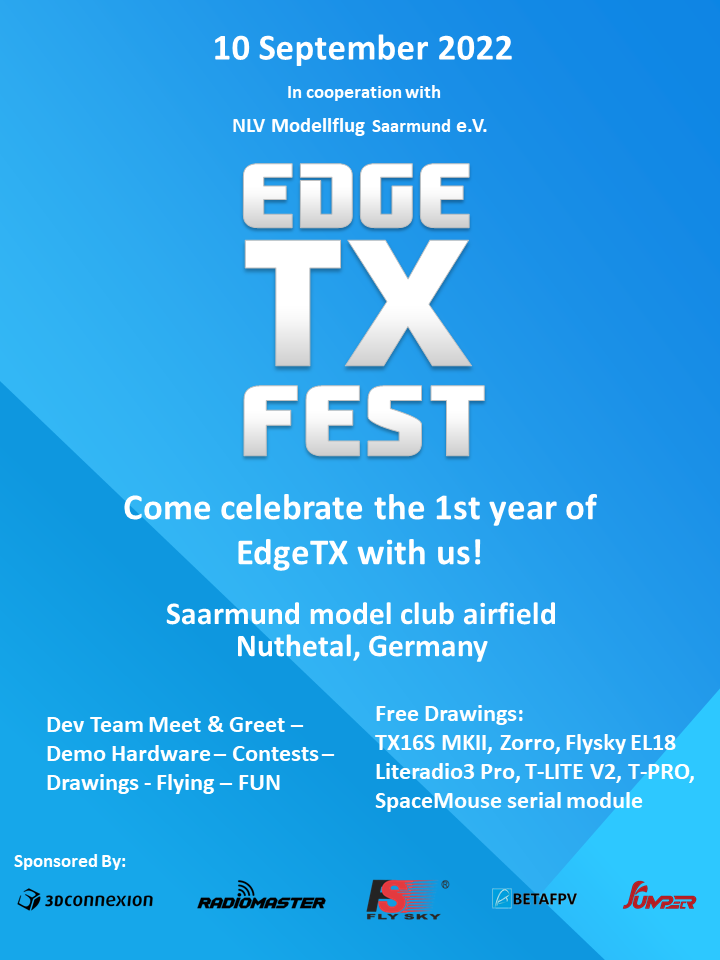 10 September 2022
In cooperation with
NLV Modellflug Saarmund e.V.
EDGE
TX
FEST
Come celebrate the 1st year of
EdgeTX with us!
Saarmund model club airfield
Nuthetal, Germany
Dev Team Meet & Greet –
Demo Hardware – Contests –
Drawings - Flying – FUN
Free Drawings:
TX16S MKII, Zorro, Flysky EL18
Literadio3 Pro, T-LITE V2, T-PRO,
SpaceMouse serial module
Sponsored By:
3DCONNEXION
RADIOMASTER
FS ®
FLY SKY
BETAFPV
JUMPER